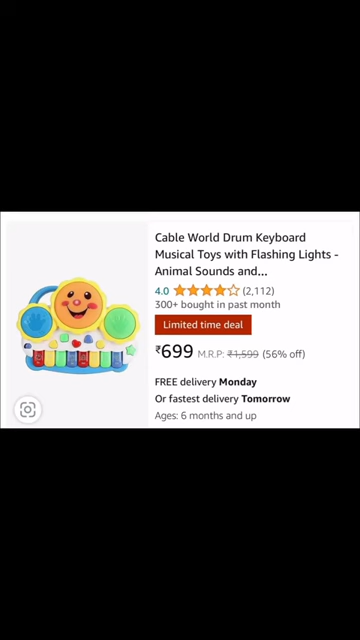 Cable World Drum Keyboard
Musical Toys with Flashing Lights -
Animal Sounds and...
4.0 (2,112)
300+ bought in past month
Limited time deal
₹699 M.R.P: ₹1,599 (56% off)
FREE delivery Monday
Or fastest delivery Tomorrow
Ages: 6 months and up